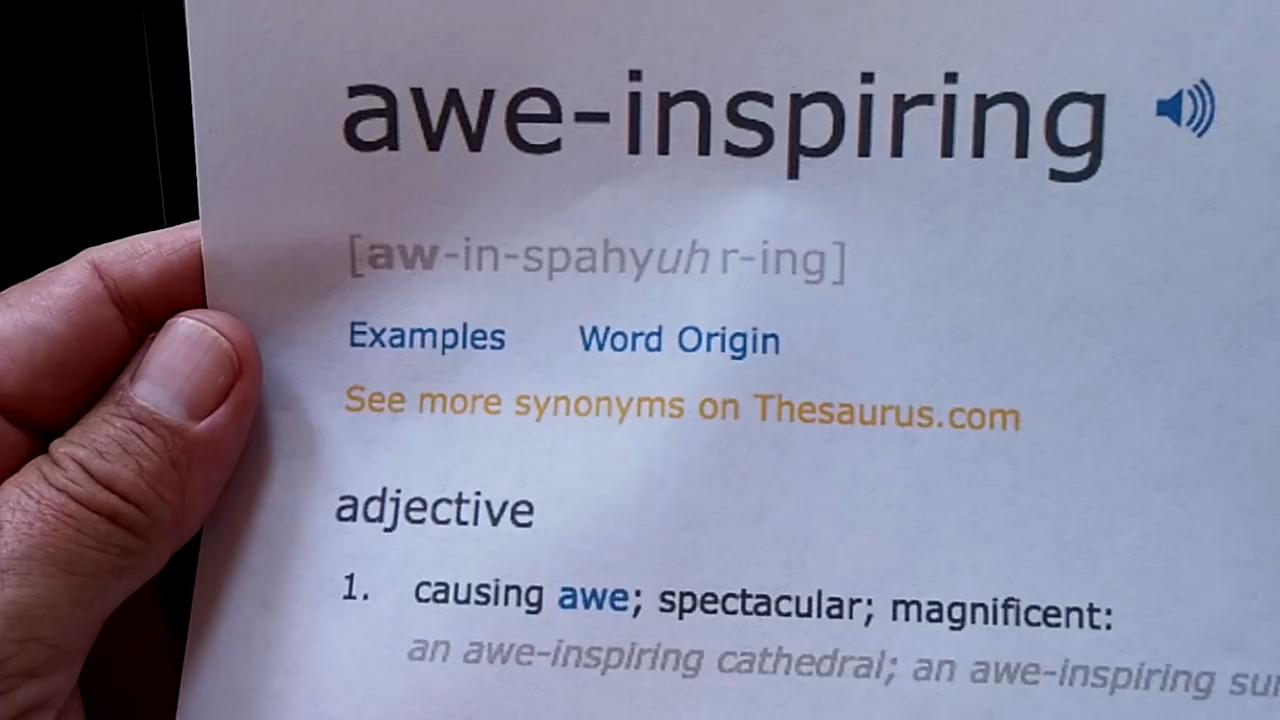 awe-inspiring
[aw-in-spahyuh r-ing]
Examples Word Origin
See more synonyms on Thesaurus.com
adjective
1. causing awe; spectacular; magnificent:
an awe-inspiring cathedral; an awe-inspiring